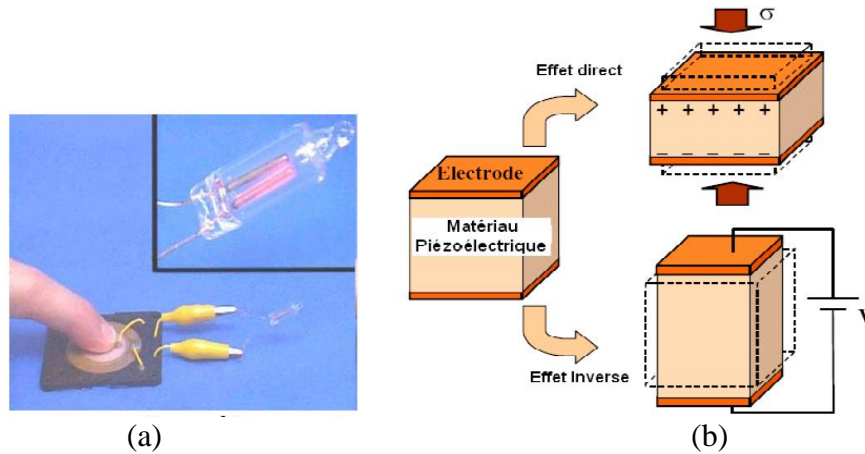 σ
Effet direct
+ + + + +
– – – – –
Electrode
Matériau
Piézoélectrique
V
Effet Inverse
(a)
(b)